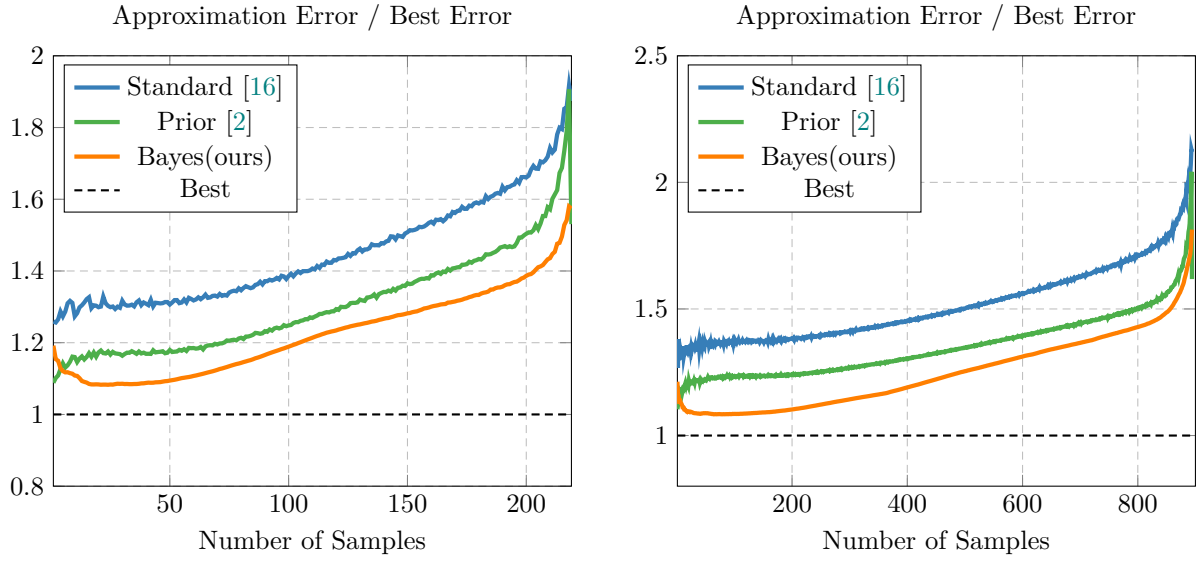 Approximation Error / Best Error
2
1.8
1.6
1.4
1.2
1
0.8
Standard [16]
Prior [2]
Bayes(ours)
Best
50
100
150
200
Number of Samples
Approximation Error / Best Error
2.5
2
1.5
1
Standard [16]
Prior [2]
Bayes(ours)
Best
200
400
600
800
Number of Samples